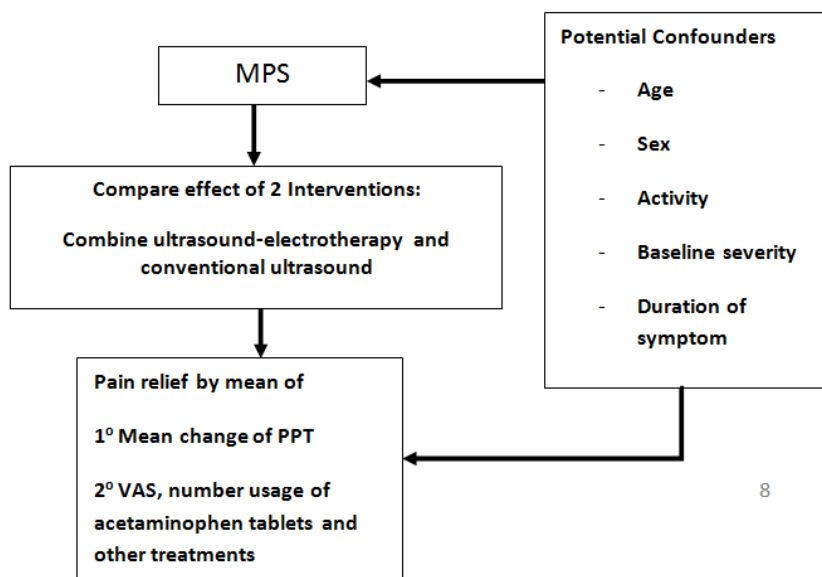 MPS
Compare effect of 2 Interventions:
Combine ultrasound-electrotherapy and
conventional ultrasound
Pain relief by mean of
1º Mean change of PPT
2º VAS, number usage of
acetaminophen tablets and
other treatments
Potential Confounders
- Age
- Sex
- Activity
- Baseline severity
- Duration of
symptom
8